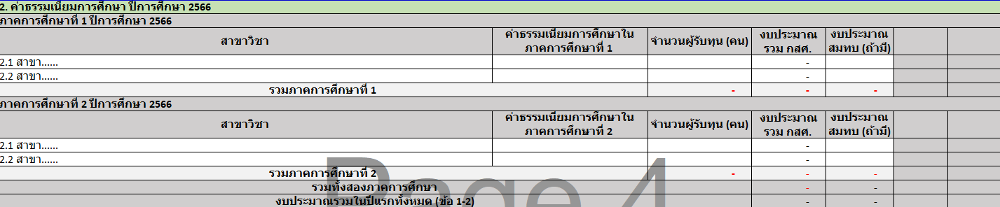 2. ค่าธรรมเนียมการศึกษา ปีการศึกษา 2566
ภาคการศึกษาที่ 1 ปีการศึกษา 2566
สาขาวิชา ค่าธรรมเนียมการศึกษาใน ภาคการศึกษาที่ 1 จำนวนผู้รับทุน (คน) งบประมาณ รวม กสศ. งบประมาณ สมทบ (ถ้ามี)
2.1 สาขา...... -
2.2 สาขา...... -
รวมภาคการศึกษาที่ 1 - - -
ภาคการศึกษาที่ 2 ปีการศึกษา 2566
สาขาวิชา ค่าธรรมเนียมการศึกษาใน ภาคการศึกษาที่ 2 จำนวนผู้รับทุน (คน) งบประมาณ รวม กสศ. งบประมาณ สมทบ (ถ้ามี)
2.1 สาขา...... -
2.2 สาขา...... -
รวมภาคการศึกษาที่ 2 - - -
รวมทั้งสองภาคการศึกษา - -
งบประมาณรวมในปีแรกทั้งหมด (ข้อ 1-2) - -
Page 4